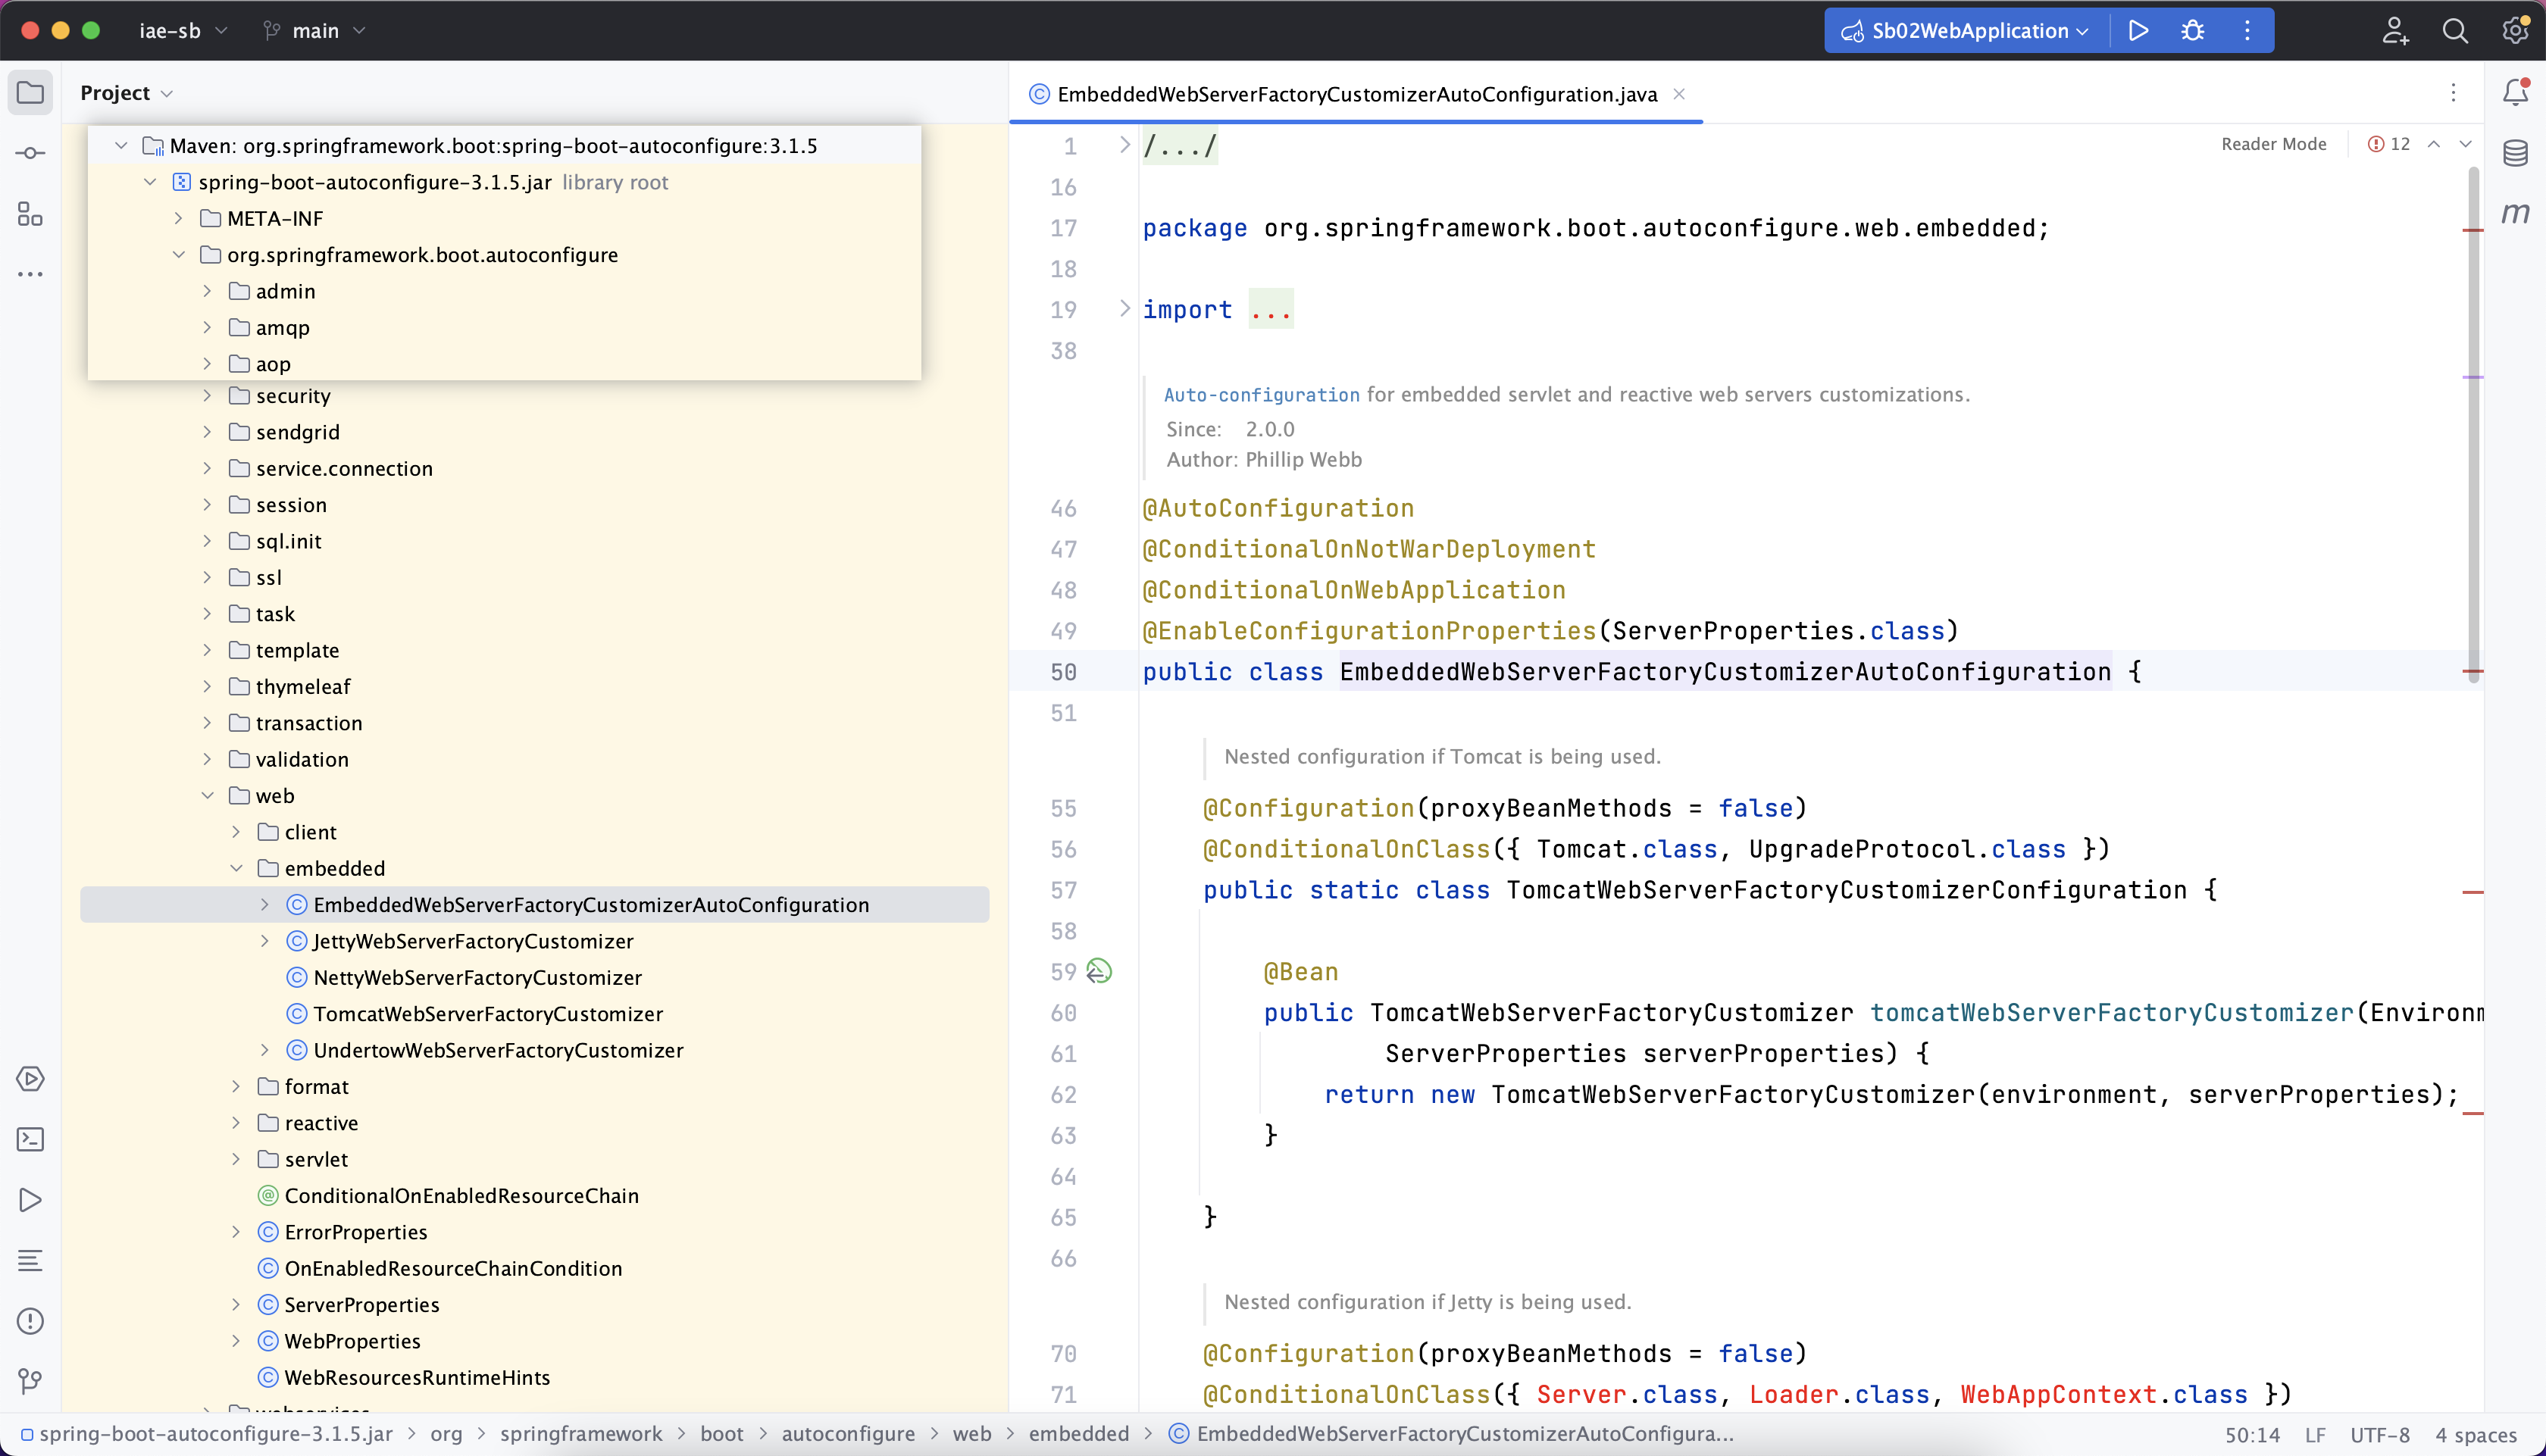 iae-sb
main
Sb02WebApplication
Project
Maven: org.springframework.boot:spring-boot-autoconfigure:3.1.5
spring-boot-autoconfigure-3.1.5.jar library root
META-INF
org.springframework.boot.autoconfigure
admin
amqp
aop
security
sendgrid
service.connection
session
sql.init
ssl
task
template
thymeleaf
transaction
validation
web
client
embedded
EmbeddedWebServerFactoryCustomizerAutoConfiguration
JettyWebServerFactoryCustomizer
NettyWebServerFactoryCustomizer
TomcatWebServerFactoryCustomizer
UndertowWebServerFactoryCustomizer
format
reactive
servlet
ConditionalOnEnabledResourceChain
ErrorProperties
OnEnabledResourceChainCondition
ServerProperties
WebProperties
WebResourcesRuntimeHints
EmbeddedWebServerFactoryCustomizerAutoConfiguration.java
Reader Mode 12
1 /.../
16
17 package org.springframework.boot.autoconfigure.web.embedded;
18
19 import ...
38
Auto-configuration for embedded servlet and reactive web servers customizations.
Since: 2.0.0
Author: Phillip Webb
46 @AutoConfiguration
47 @ConditionalOnNotWarDeployment
48 @ConditionalOnWebApplication
49 @EnableConfigurationProperties(ServerProperties.class)
50 public class EmbeddedWebServerFactoryCustomizerAutoConfiguration {
51
Nested configuration if Tomcat is being used.
55 @Configuration(proxyBeanMethods = false)
56 @ConditionalOnClass({ Tomcat.class, UpgradeProtocol.class })
57 public static class TomcatWebServerFactoryCustomizerConfiguration {
58
59 @Bean
60 public TomcatWebServerFactoryCustomizer tomcatWebServerFactoryCustomizer(Environm
61 ServerProperties serverProperties) {
62 return new TomcatWebServerFactoryCustomizer(environment, serverProperties);
63 }
64
65 }
66
Nested configuration if Jetty is being used.
70 @Configuration(proxyBeanMethods = false)
71 @ConditionalOnClass({ Server.class, Loader.class, WebAppContext.class })
m
spring-boot-autoconfigure-3.1.5.jar > org > springframework > boot > autoconfigure > web > embedded > EmbeddedWebServerFactoryCustomizerAutoConfigura...
50:14 LF UTF-8 4 spaces